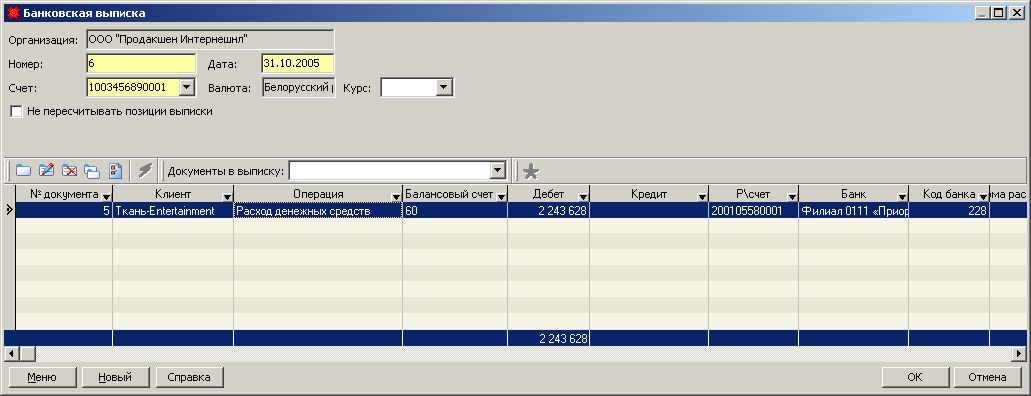 Банковская выписка
Организация: ООО "Продакшен Интернешнл"
Номер: 6 Дата: 31.10.2005
Счет: 1003456890001 Валюта: Белорусский Курс:
Не пересчитывать позиции выписки
Документы в выписку:
№ документа Клиент Операция Балансовый счет Дебет Кредит Р\счет Банк Код банка ма рас
5 Ткань-Entertainment Расход денежных средств 60 2 243 628 200105580001 Филиал 0111 «Приор 228
2 243 628
Меню Новый Справка ОК Отмена